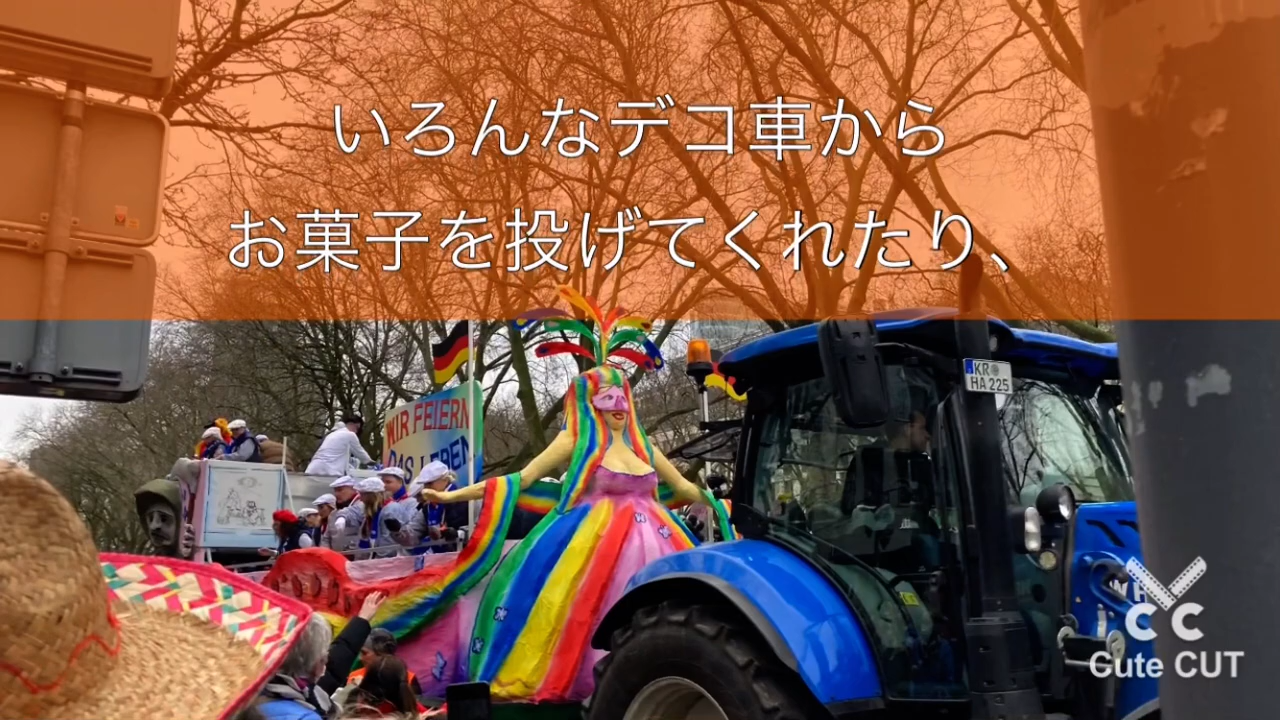 いろんなデコ車から
お菓子を投げてくれたり、
WIR FEIERN
DAS LEBEN
KR
HA 225
CC
Cute CUT